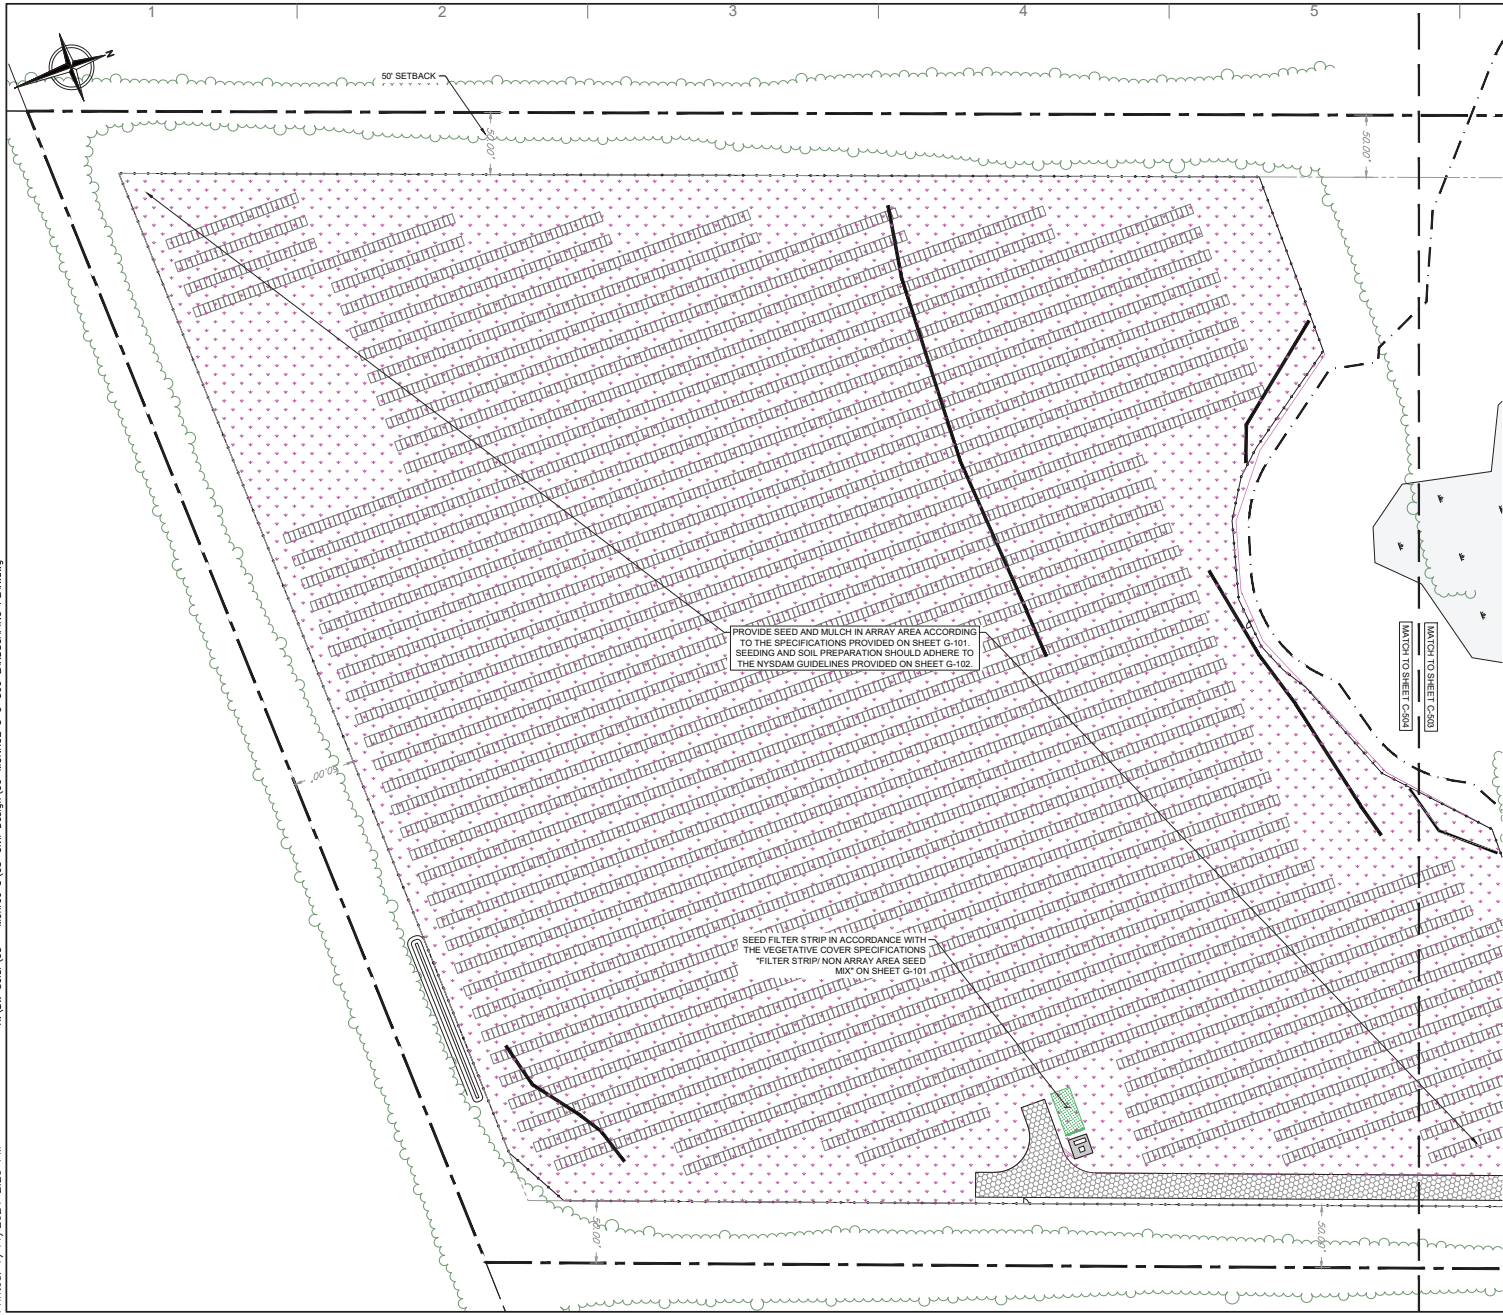 1 2 3 4 5
N
50' SETBACK
50.00'
50.00'
PROVIDE SEED AND MULCH IN ARRAY AREA ACCORDING
TO THE SPECIFICATIONS PROVIDED ON SHEET G-101.
SEEDING AND SOIL PREPARATION SHOULD ADHERE TO
THE NYSDAM GUIDELINES PROVIDED ON SHEET G-102.
MATCH TO SHEET C-504
MATCH TO SHEET C-503
SEED FILTER STRIP IN ACCORDANCE WITH
THE VEGETATIVE COVER SPECIFICATIONS
"FILTER STRIP/ NON ARRAY AREA SEED
MIX" ON SHEET G-101
50.00'
50.00'